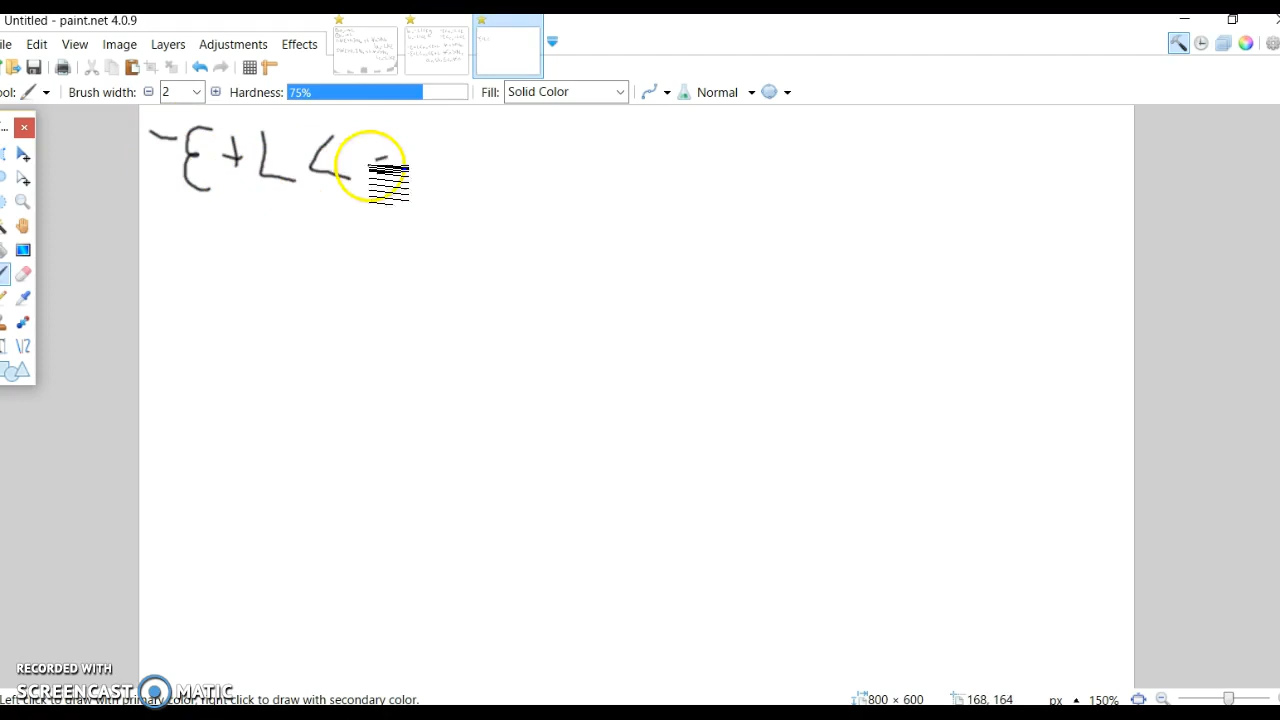 Untitled - paint.net 4.0.9
ile Edit View Image Layers Adjustments Effects
ool: Brush width: 2 Hardness: 75% Fill: Solid Color Normal
-ε + L <
RECORDED WITH
SCREENCAST MATIC
Left click to draw with primary color, right click to draw with secondary color. 800 × 600 168, 164 px 150%